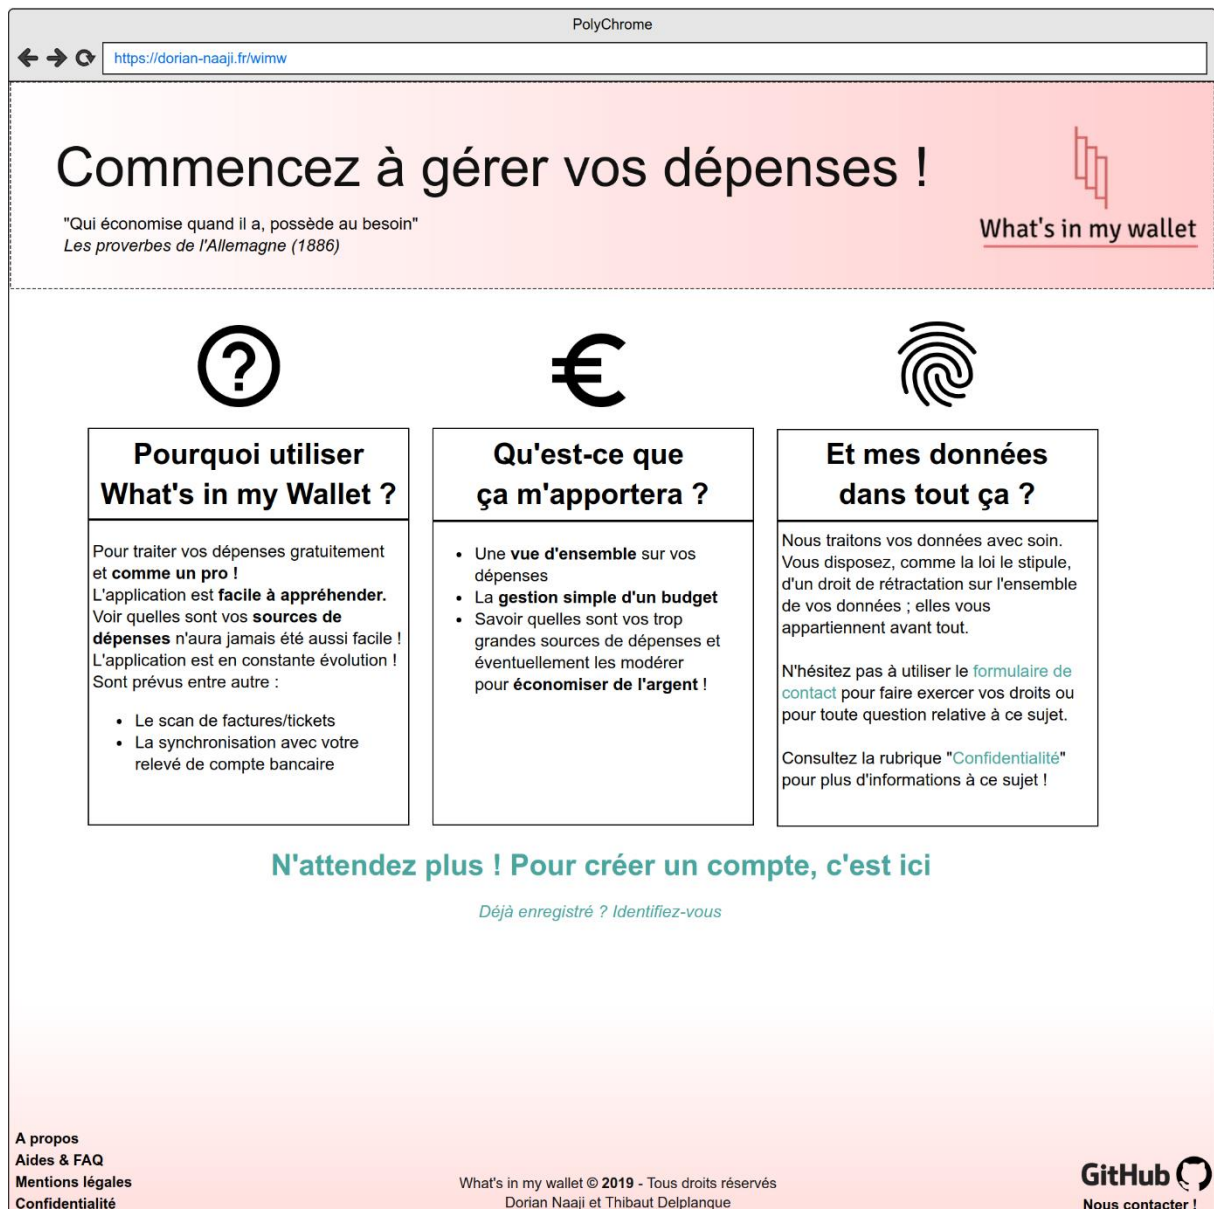 PolyChrome
https://dorian-naaji.fr/wimw
Commencez à gérer vos dépenses !
"Qui économise quand il a, possède au besoin"
Les proverbes de l'Allemagne (1886)
What's in my wallet
Pourquoi utiliser
What's in my Wallet ?
Pour traiter vos dépenses gratuitement
et comme un pro !
L'application est facile à appréhender.
Voir quelles sont vos sources de
dépenses n'aura jamais été aussi facile !
L'application est en constante évolution !
Sont prévus entre autre :
• Le scan de factures/tickets
• La synchronisation avec votre
relevé de compte bancaire
Qu'est-ce que
ça m'apportera ?
• Une vue d'ensemble sur vos
dépenses
• La gestion simple d'un budget
• Savoir quelles sont vos trop
grandes sources de dépenses et
éventuellement les modérer
pour économiser de l'argent !
Et mes données
dans tout ça ?
Nous traitons vos données avec soin.
Vous disposez, comme la loi le stipule,
d'un droit de rétractation sur l'ensemble
de vos données ; elles vous
appartiennent avant tout.
N'hésitez pas à utiliser le formulaire de
contact pour faire exercer vos droits ou
pour toute question relative à ce sujet.
Consultez la rubrique "Confidentialité"
pour plus d'informations à ce sujet !
N'attendez plus ! Pour créer un compte, c'est ici
Déjà enregistré ? Identifiez-vous
A propos
Aides & FAQ
Mentions légales
Confidentialité
What's in my wallet © 2019 - Tous droits réservés
Dorian Naaji et Thibaut Delplanque
GitHub
Nous contacter !